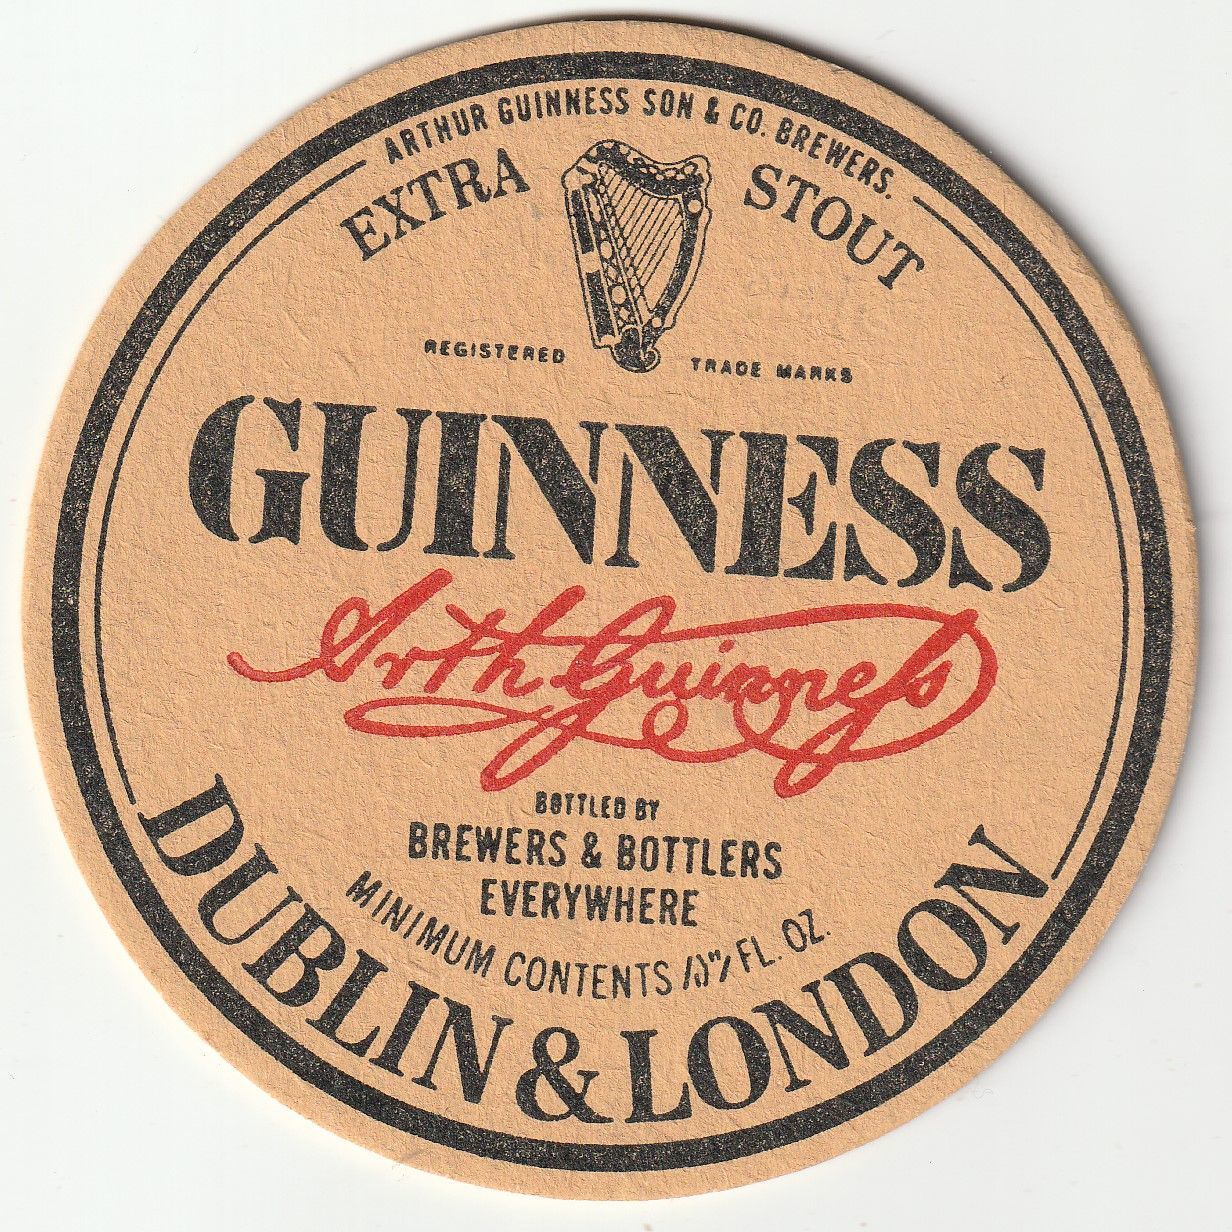 ARTHUR GUINNESS SON & CO. BREWERS.
EXTRA STOUT
REGISTERED TRADE MARKS
GUINNESS
Arth Guinness
BOTTLED BY
BREWERS & BOTTLERS
EVERYWHERE
MINIMUM CONTENTS FL. OZ.
DUBLIN & LONDON